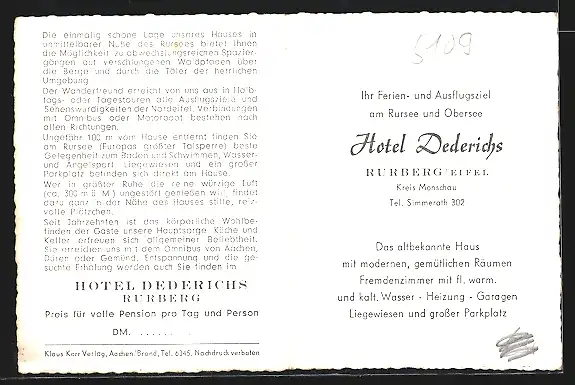 Die einmalig schöne Lage unseres Hauses in
unmittelbarer Nähe des Rursees bietet Ihnen
die Möglichkeit zu abwechslungsreichen Spazier-
gängen auf verschlungenen Waldpfaden über
die Berge und durch die Täler der herrlichen
Umgebung
Der Wanderfreund erreicht von uns aus in Halb-
tags- oder Tagestouren alle Ausflugsziele und
Sehenswürdigkeiten der Nordeifel. Verbindungen
mit Omnibus oder Motorboot bestehen nach
allen Richtungen.
Ungefähr 100 m vom Hause entfernt finden Sie
am Rursee (Europas größter Talsperre) beste
Gelegenheit zum Baden und Schwimmen, Wasser-
und Angelsport. Liegewiesen und ein großer
Parkplatz befinden sich direkt am Hause.
Wer in größter Ruhe die reine würzige Luft
(ca. 300 m ü. M.) ungestört genießen will, findet
dazu ganz in der Nähe des Hauses stille, reiz-
volle Plätzchen.
Seit Jahrzehnten ist das körperliche Wohlbe-
finden der Gäste unsere Hauptsorge. Küche und
Keller erfreuen sich allgemeiner Beliebtheit.
Sie erreichen uns mit dem Omnibus von Aachen,
Düren oder Gemünd. Entspannung und die ge-
suchte Erholung werden auch Sie finden im
HOTEL DEDERICHS
RURBERG
Preis für volle Pension pro Tag und Person
DM. . . . . . . .
Klaus Korr Verlag, Aachen/Brand, Tel. 6145, Nachdruck verboten
5109
Ihr Ferien- und Ausflugsziel
am Rursee und Obersee
Hotel Dederichs
RURBERG/EIFEL
Kreis Monschau
Tel. Simmerath 302
Das altbekannte Haus
mit modernen, gemütlichen Räumen
Fremdenzimmer mit fl. warm.
und kalt. Wasser - Heizung - Garagen
Liegewiesen und großer Parkplatz